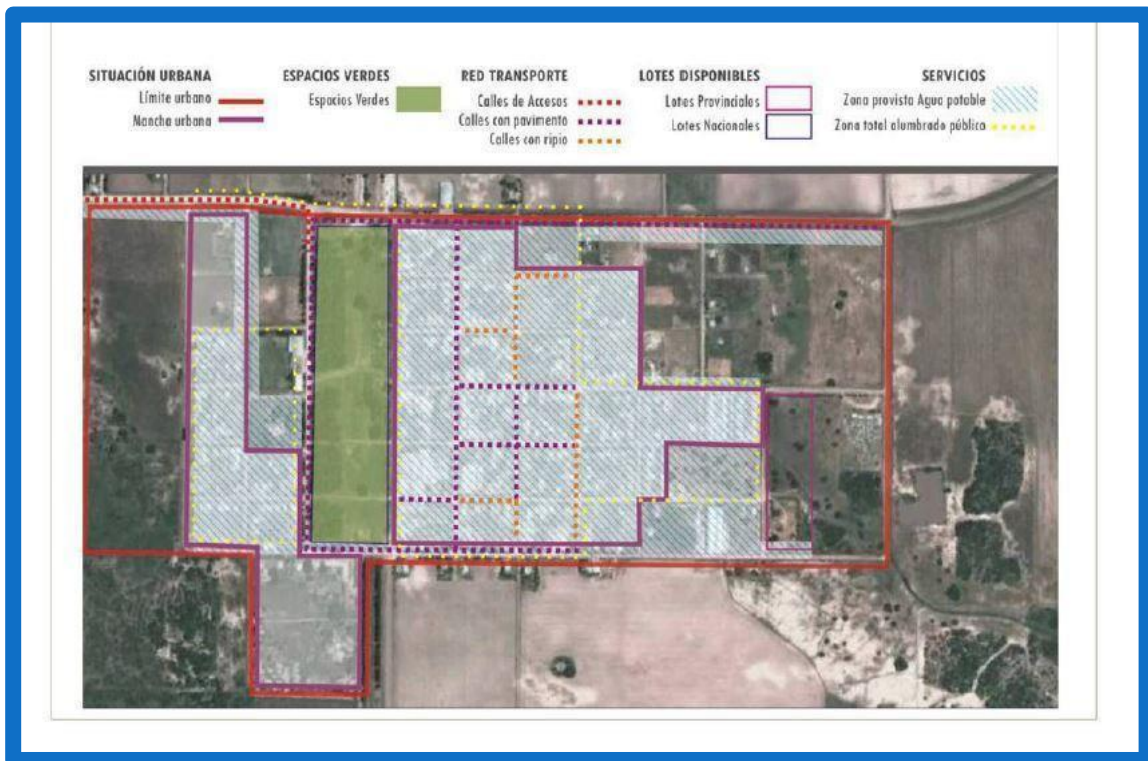 SITUACIÓN URBANA
Límite urbano
Mancha urbana
ESPACIOS VERDES
Espacios Verdes
RED TRANSPORTE
Calles de Accesos
Calles con pavimento
Calles con ripio
LOTES DISPONIBLES
Lotes Provinciales
Lotes Nacionales
SERVICIOS
Zona provista Agua potable
Zona total alumbrado público